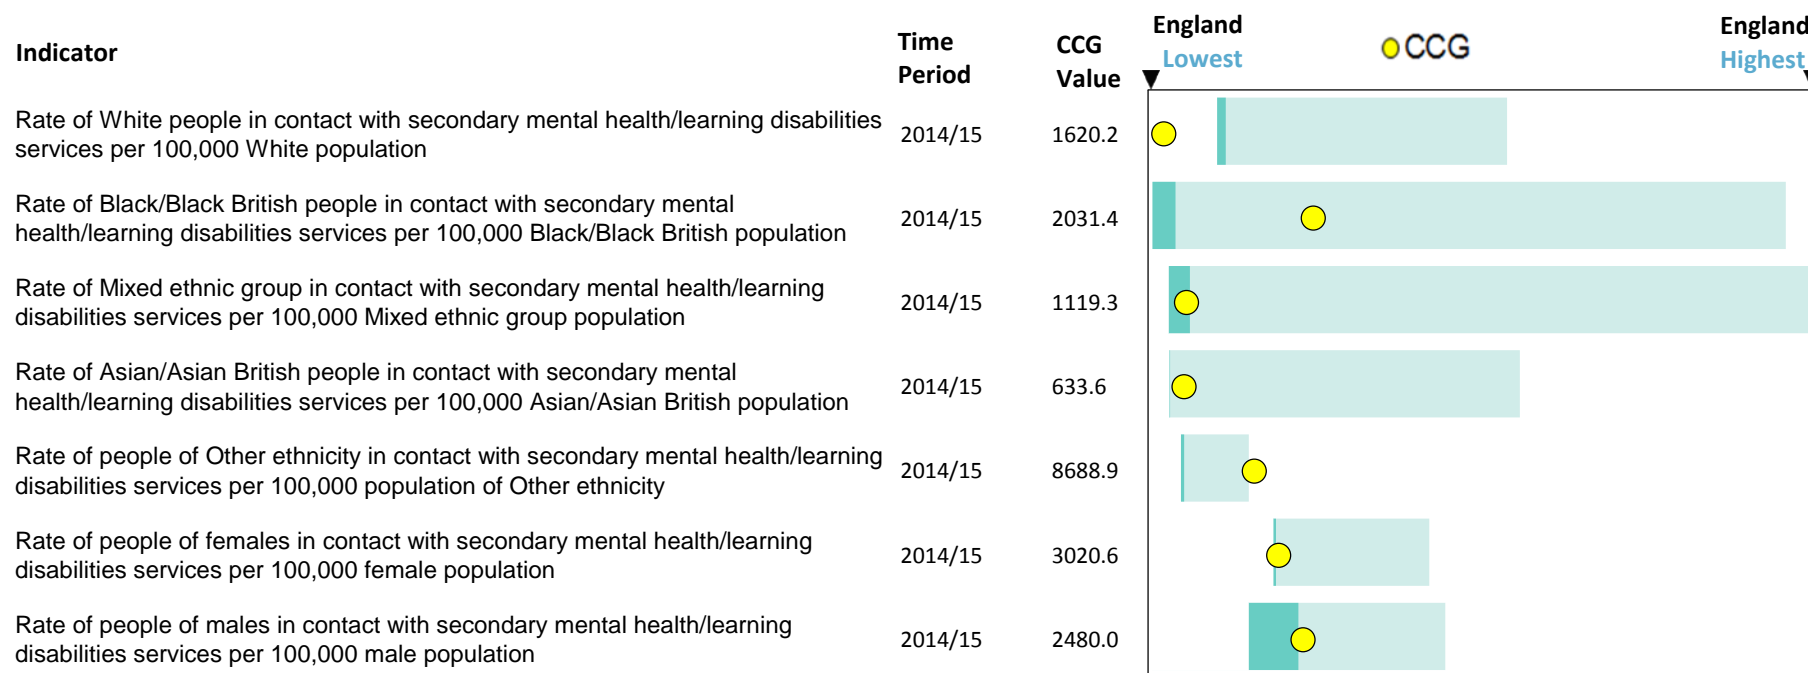 Indicator
Time Period
CCG Value
England Lowest
CCG
England Highest
Rate of White people in contact with secondary mental health/learning disabilities
services per 100,000 White population
2014/15
1620.2
Rate of Black/Black British people in contact with secondary mental
health/learning disabilities services per 100,000 Black/Black British population
2014/15
2031.4
Rate of Mixed ethnic group in contact with secondary mental health/learning
disabilities services per 100,000 Mixed ethnic group population
2014/15
1119.3
Rate of Asian/Asian British people in contact with secondary mental
health/learning disabilities services per 100,000 Asian/Asian British population
2014/15
633.6
Rate of people of Other ethnicity in contact with secondary mental health/learning
disabilities services per 100,000 population of Other ethnicity
2014/15
8688.9
Rate of people of females in contact with secondary mental health/learning
disabilities services per 100,000 female population
2014/15
3020.6
Rate of people of males in contact with secondary mental health/learning
disabilities services per 100,000 male population
2014/15
2480.0